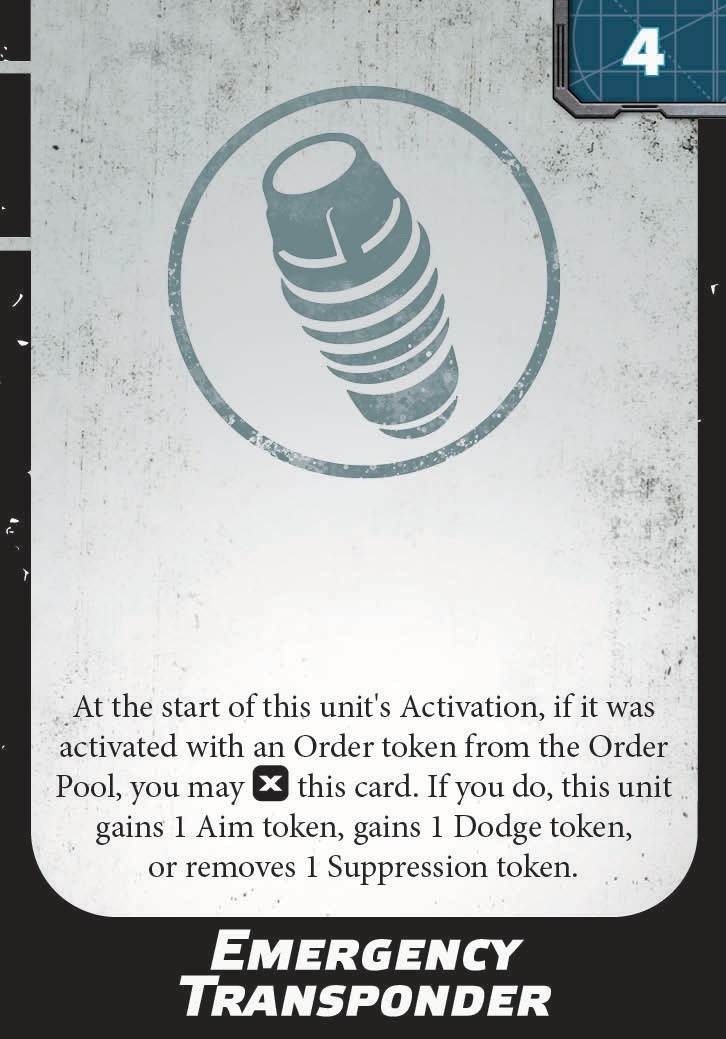 4
At the start of this unit's Activation, if it was
activated with an Order token from the Order
Pool, you may this card. If you do, this unit
gains 1 Aim token, gains 1 Dodge token,
or removes 1 Suppression token.
EMERGENCY
TRANSPONDER